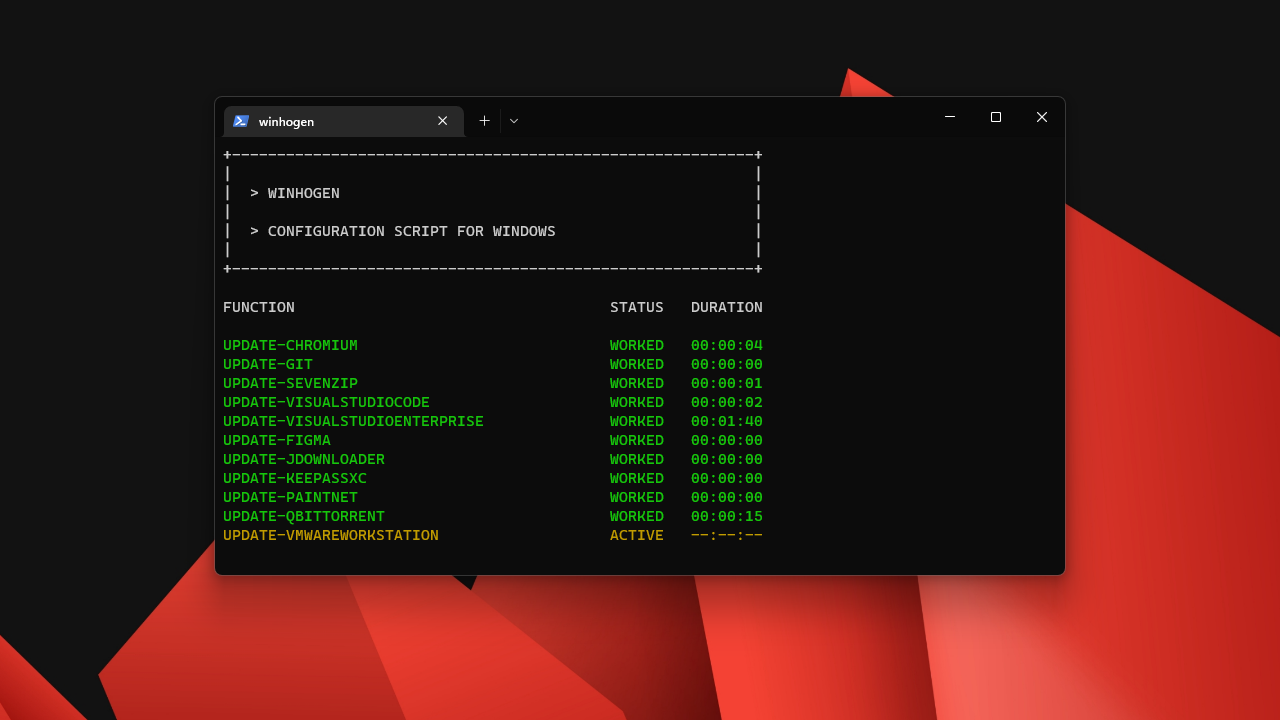 winhogen
+----------------------------------------------------------+
|                                                          |
|  > WINHOGEN                                              |
|                                                          |
|  > CONFIGURATION SCRIPT FOR WINDOWS                      |
|                                                          |
+----------------------------------------------------------+
FUNCTION                                   STATUS   DURATION
UPDATE-CHROMIUM                            WORKED   00:00:04
UPDATE-GIT                                 WORKED   00:00:00
UPDATE-SEVENZIP                            WORKED   00:00:01
UPDATE-VISUALSTUDIOCODE                    WORKED   00:00:02
UPDATE-VISUALSTUDIOENTERPRISE              WORKED   00:01:40
UPDATE-FIGMA                               WORKED   00:00:00
UPDATE-JDOWNLOADER                         WORKED   00:00:00
UPDATE-KEEPASSXC                           WORKED   00:00:00
UPDATE-PAINTNET                            WORKED   00:00:00
UPDATE-QBITTORRENT                         WORKED   00:00:15
UPDATE-VMWAREWORKSTATION                   ACTIVE   --:--:--